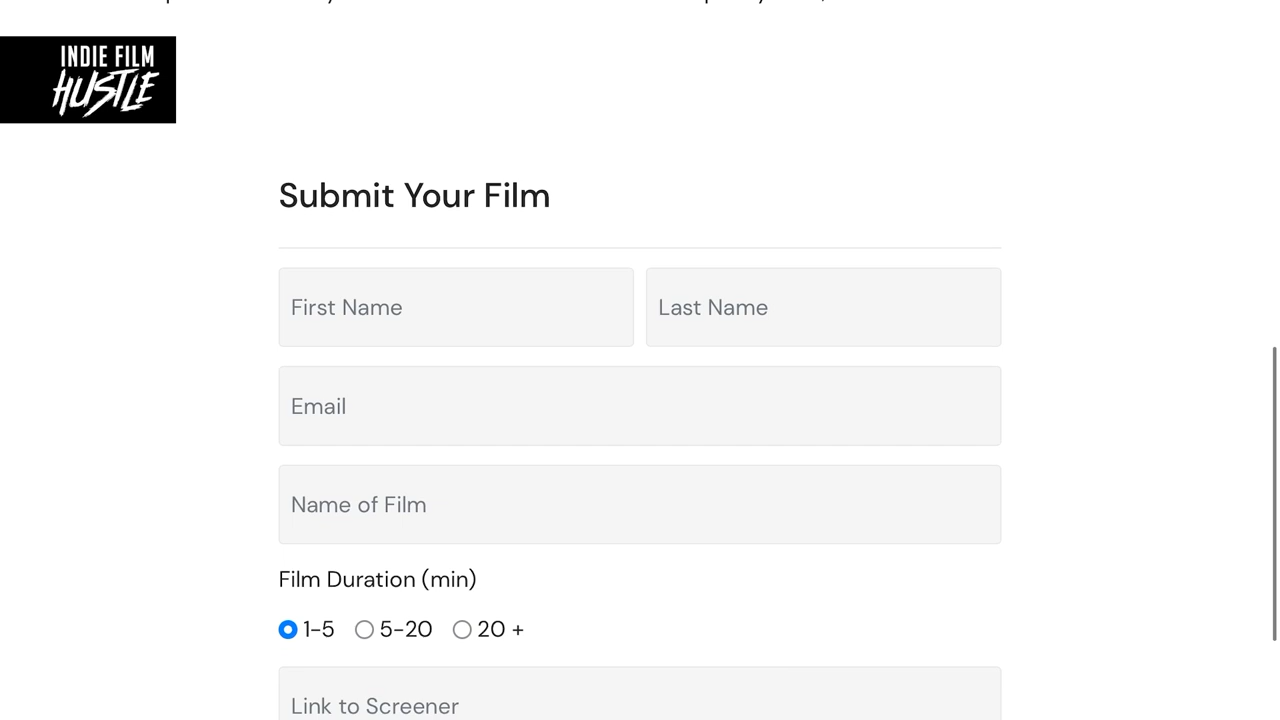 INDIE FILM
HUSTLE
Submit Your Film
First Name
Last Name
Email
Name of Film
Film Duration (min)
1-5 5-20 20 +
Link to Screener